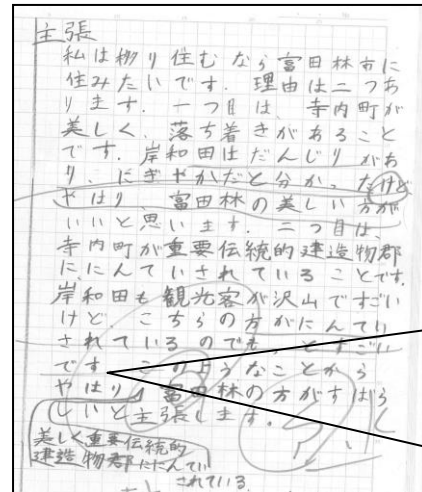 主張
私は移り住むなら富田林市に
住みたいです。理由は二つあ
ります。一つ目は、寺内町が
美しく、落ち着きがあること
です。岸和田はだんじりがあ
り、にぎやかだと分かったけど
やはり、富田林の美しい方が
いいと思います。二つ目は、
寺内町が重要伝統的建造物郡
ににんていされていることです。
岸和田も観光客が沢山ですごい
けど、こちらの方がにんてい
されているのでも、とすごい
です。このようなことから
やはり、富田林の方がすばら
しいと主張します。
美しく重要伝統的
建造物郡ににんてい
されている